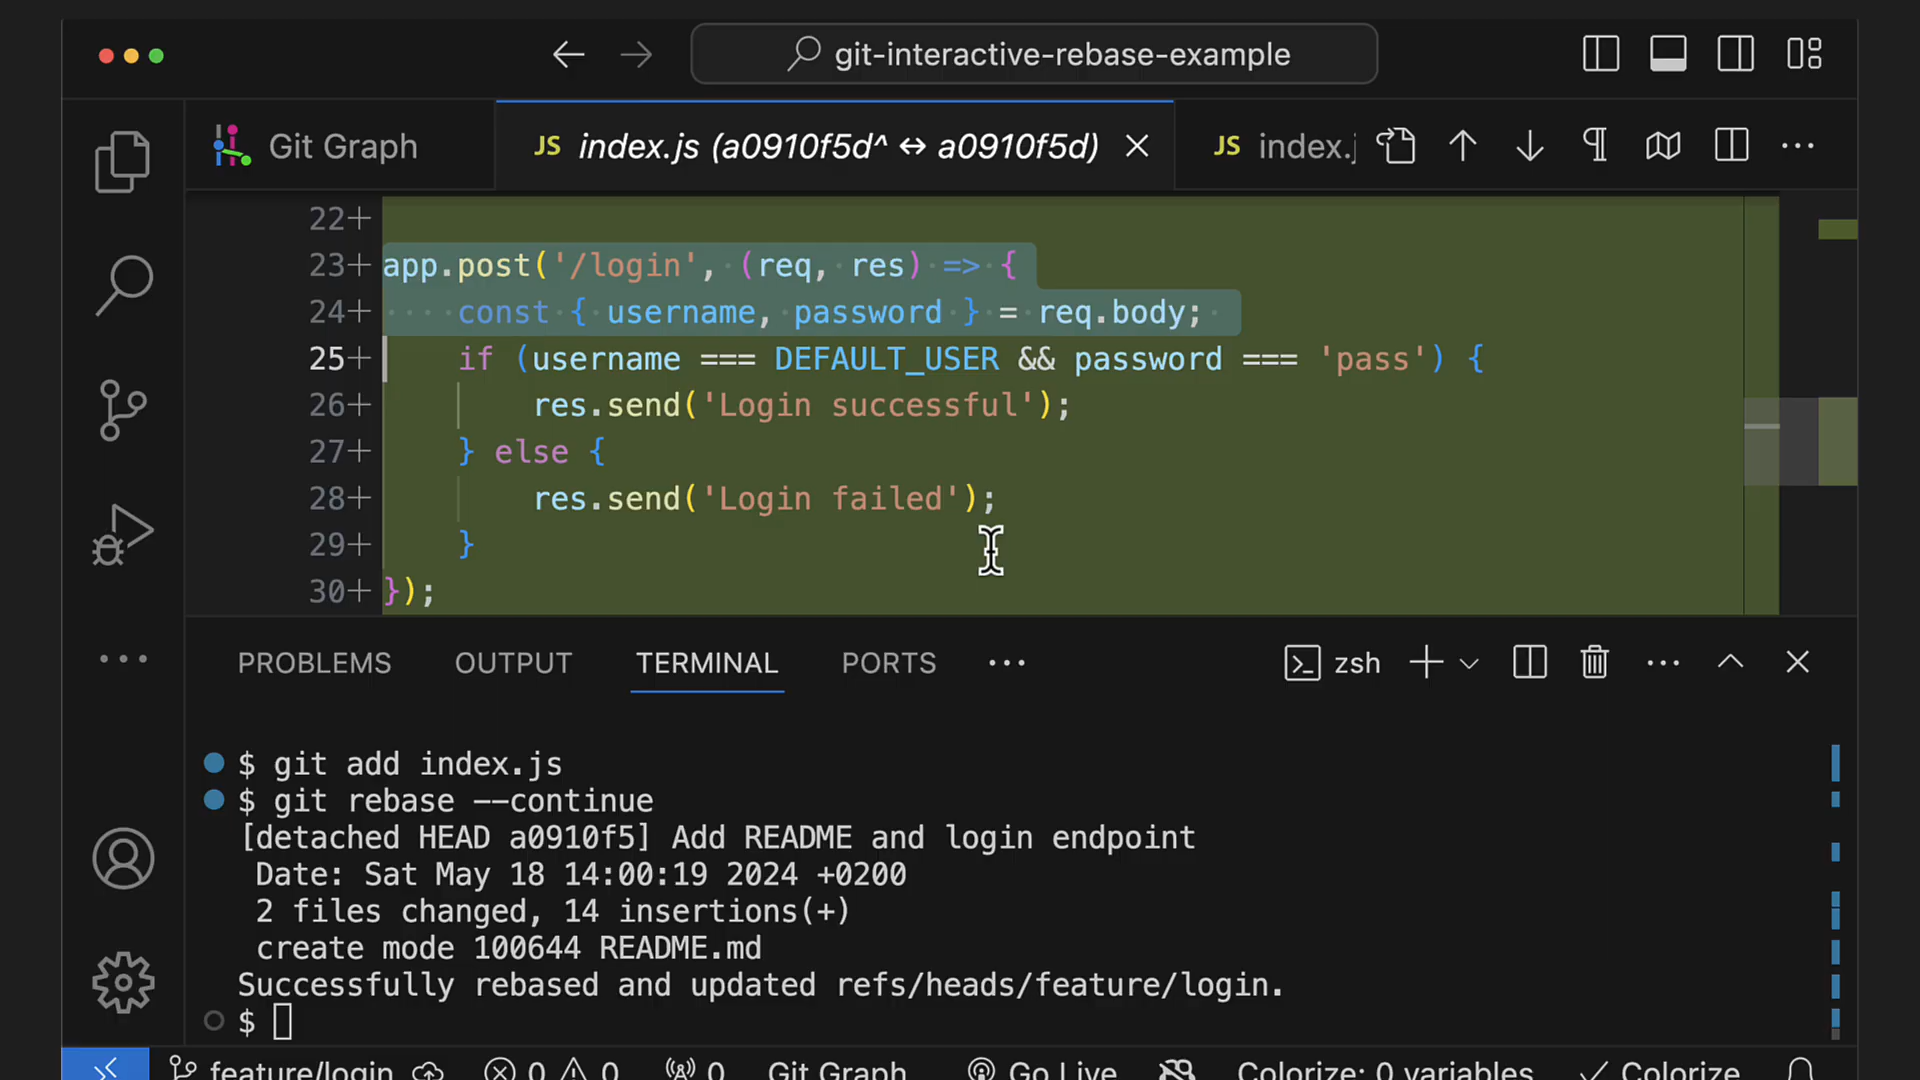 git-interactive-rebase-example
Git Graph
JS index.js (a0910f5d^ ↔ a0910f5d)
JS index.j
22+
23+ app.post('/login', (req, res) => {
24+ const { username, password } = req.body;
25+ if (username === DEFAULT_USER && password === 'pass') {
26+ res.send('Login successful');
27+ } else {
28+ res.send('Login failed');
29+ }
30+ });
PROBLEMS OUTPUT TERMINAL PORTS ··· zsh
$ git add index.js
$ git rebase --continue
[detached HEAD a0910f5] Add README and login endpoint
Date: Sat May 18 14:00:19 2024 +0200
2 files changed, 14 insertions(+)
create mode 100644 README.md
Successfully rebased and updated refs/heads/feature/login.
$
feature/login 0 0 0 Git Graph Go Live Colorize: 0 variables Colorize